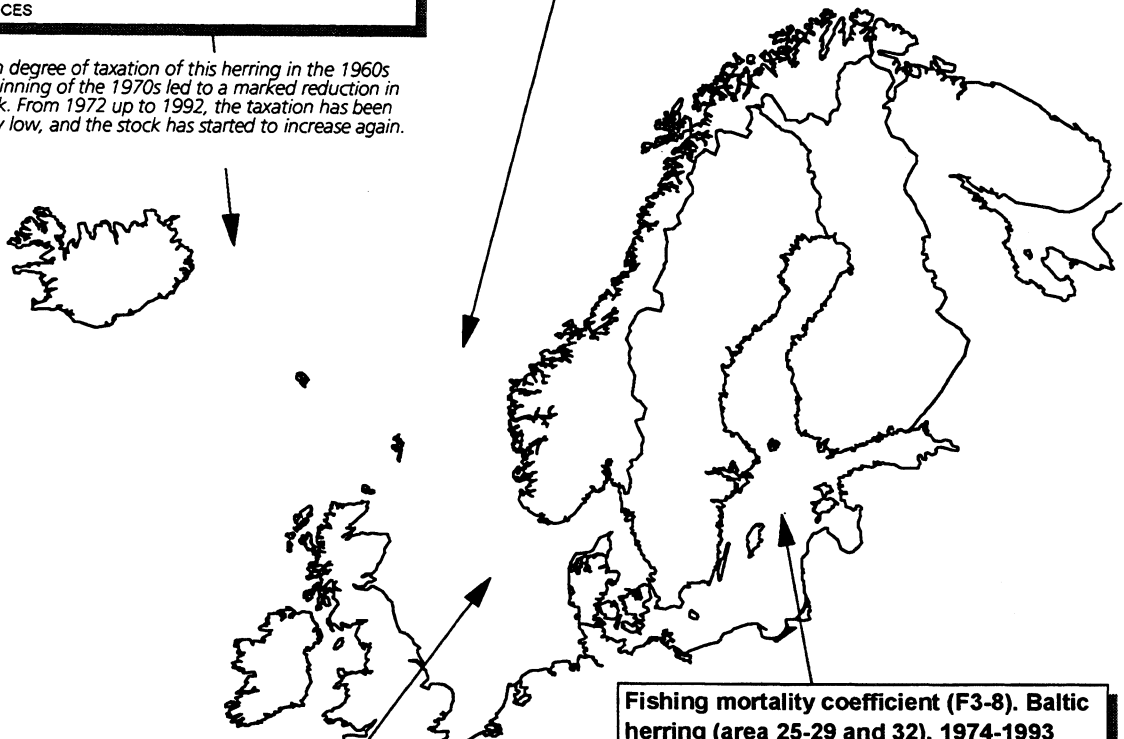 CES
n degree of taxation of this herring in the 1960s
inning of the 1970s led to a marked reduction in
k. From 1972 up to 1992, the taxation has been
y low, and the stock has started to increase again.
Fishing mortality coefficient (F3-8). Baltic
herring (area 25-29 and 32). 1974-1993